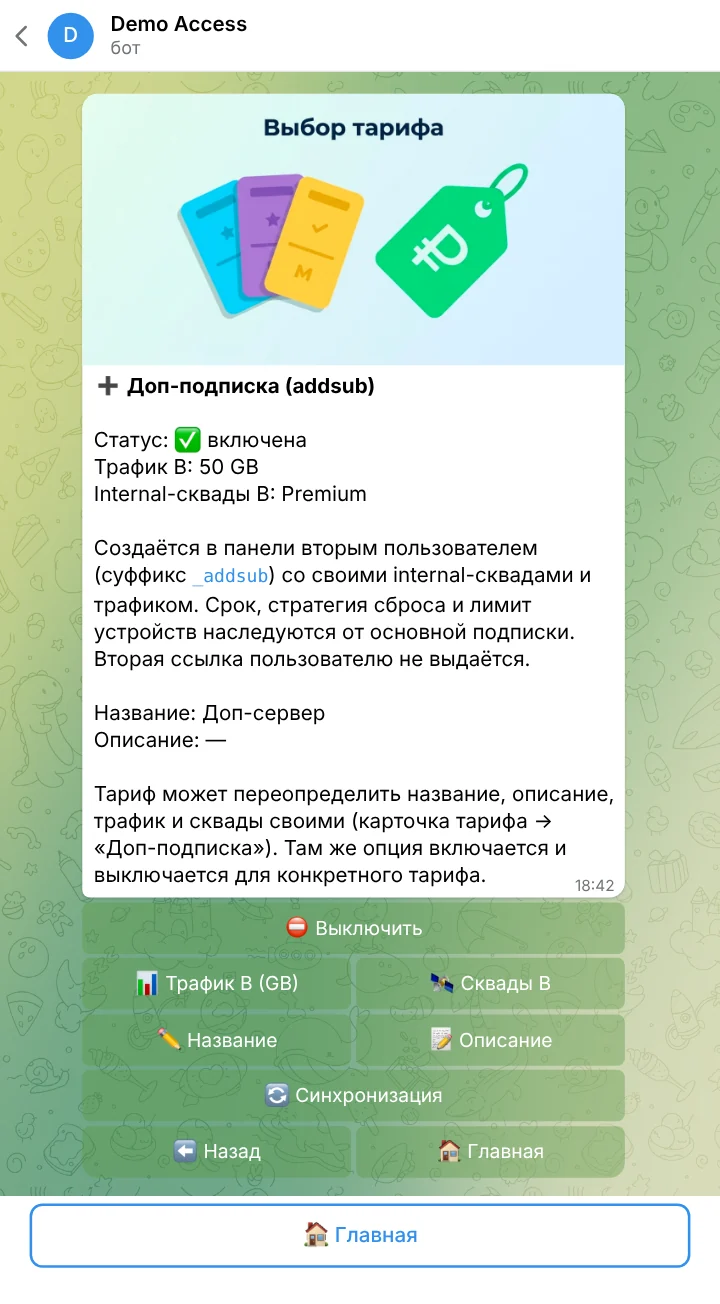 D
Demo Access
бот
Выбор тарифа
M
➕ Доп-подписка (addsub)
Статус: ✅ включена
Трафик B: 50 GB
Internal-сквады B: Premium
Создаётся в панели вторым пользователем
(суффикс _addsub) со своими internal-сквадами и
трафиком. Срок, стратегия сброса и лимит
устройств наследуются от основной подписки.
Вторая ссылка пользователю не выдаётся.
Название: Доп-сервер
Описание: —
Тариф может переопределить название, описание,
трафик и сквады своими (карточка тарифа →
«Доп-подписка»). Там же опция включается и
выключается для конкретного тарифа.
18:42
⛔ Выключить
📊 Трафик B (GB)
🛰 Сквады B
✏️ Название
📝 Описание
🔄 Синхронизация
⬅️ Назад
🏠 Главная
🏠 Главная